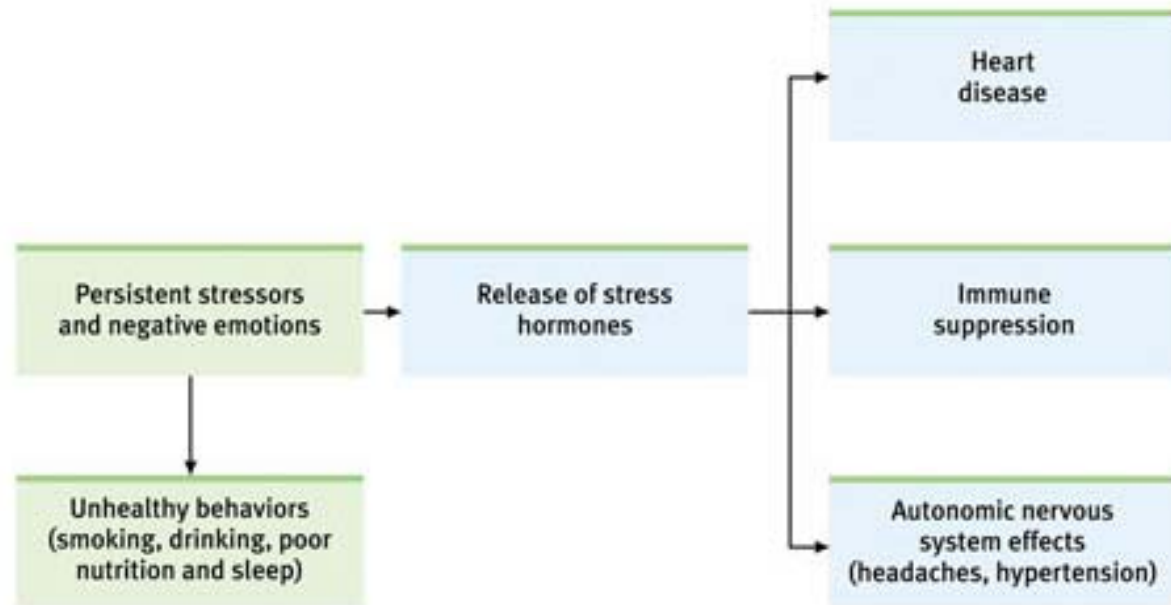 Heart
disease
Persistent stressors
and negative emotions
Release of stress
hormones
Immune
suppression
Unhealthy behaviors
(smoking, drinking, poor
nutrition and sleep)
Autonomic nervous
system effects
(headaches, hypertension)